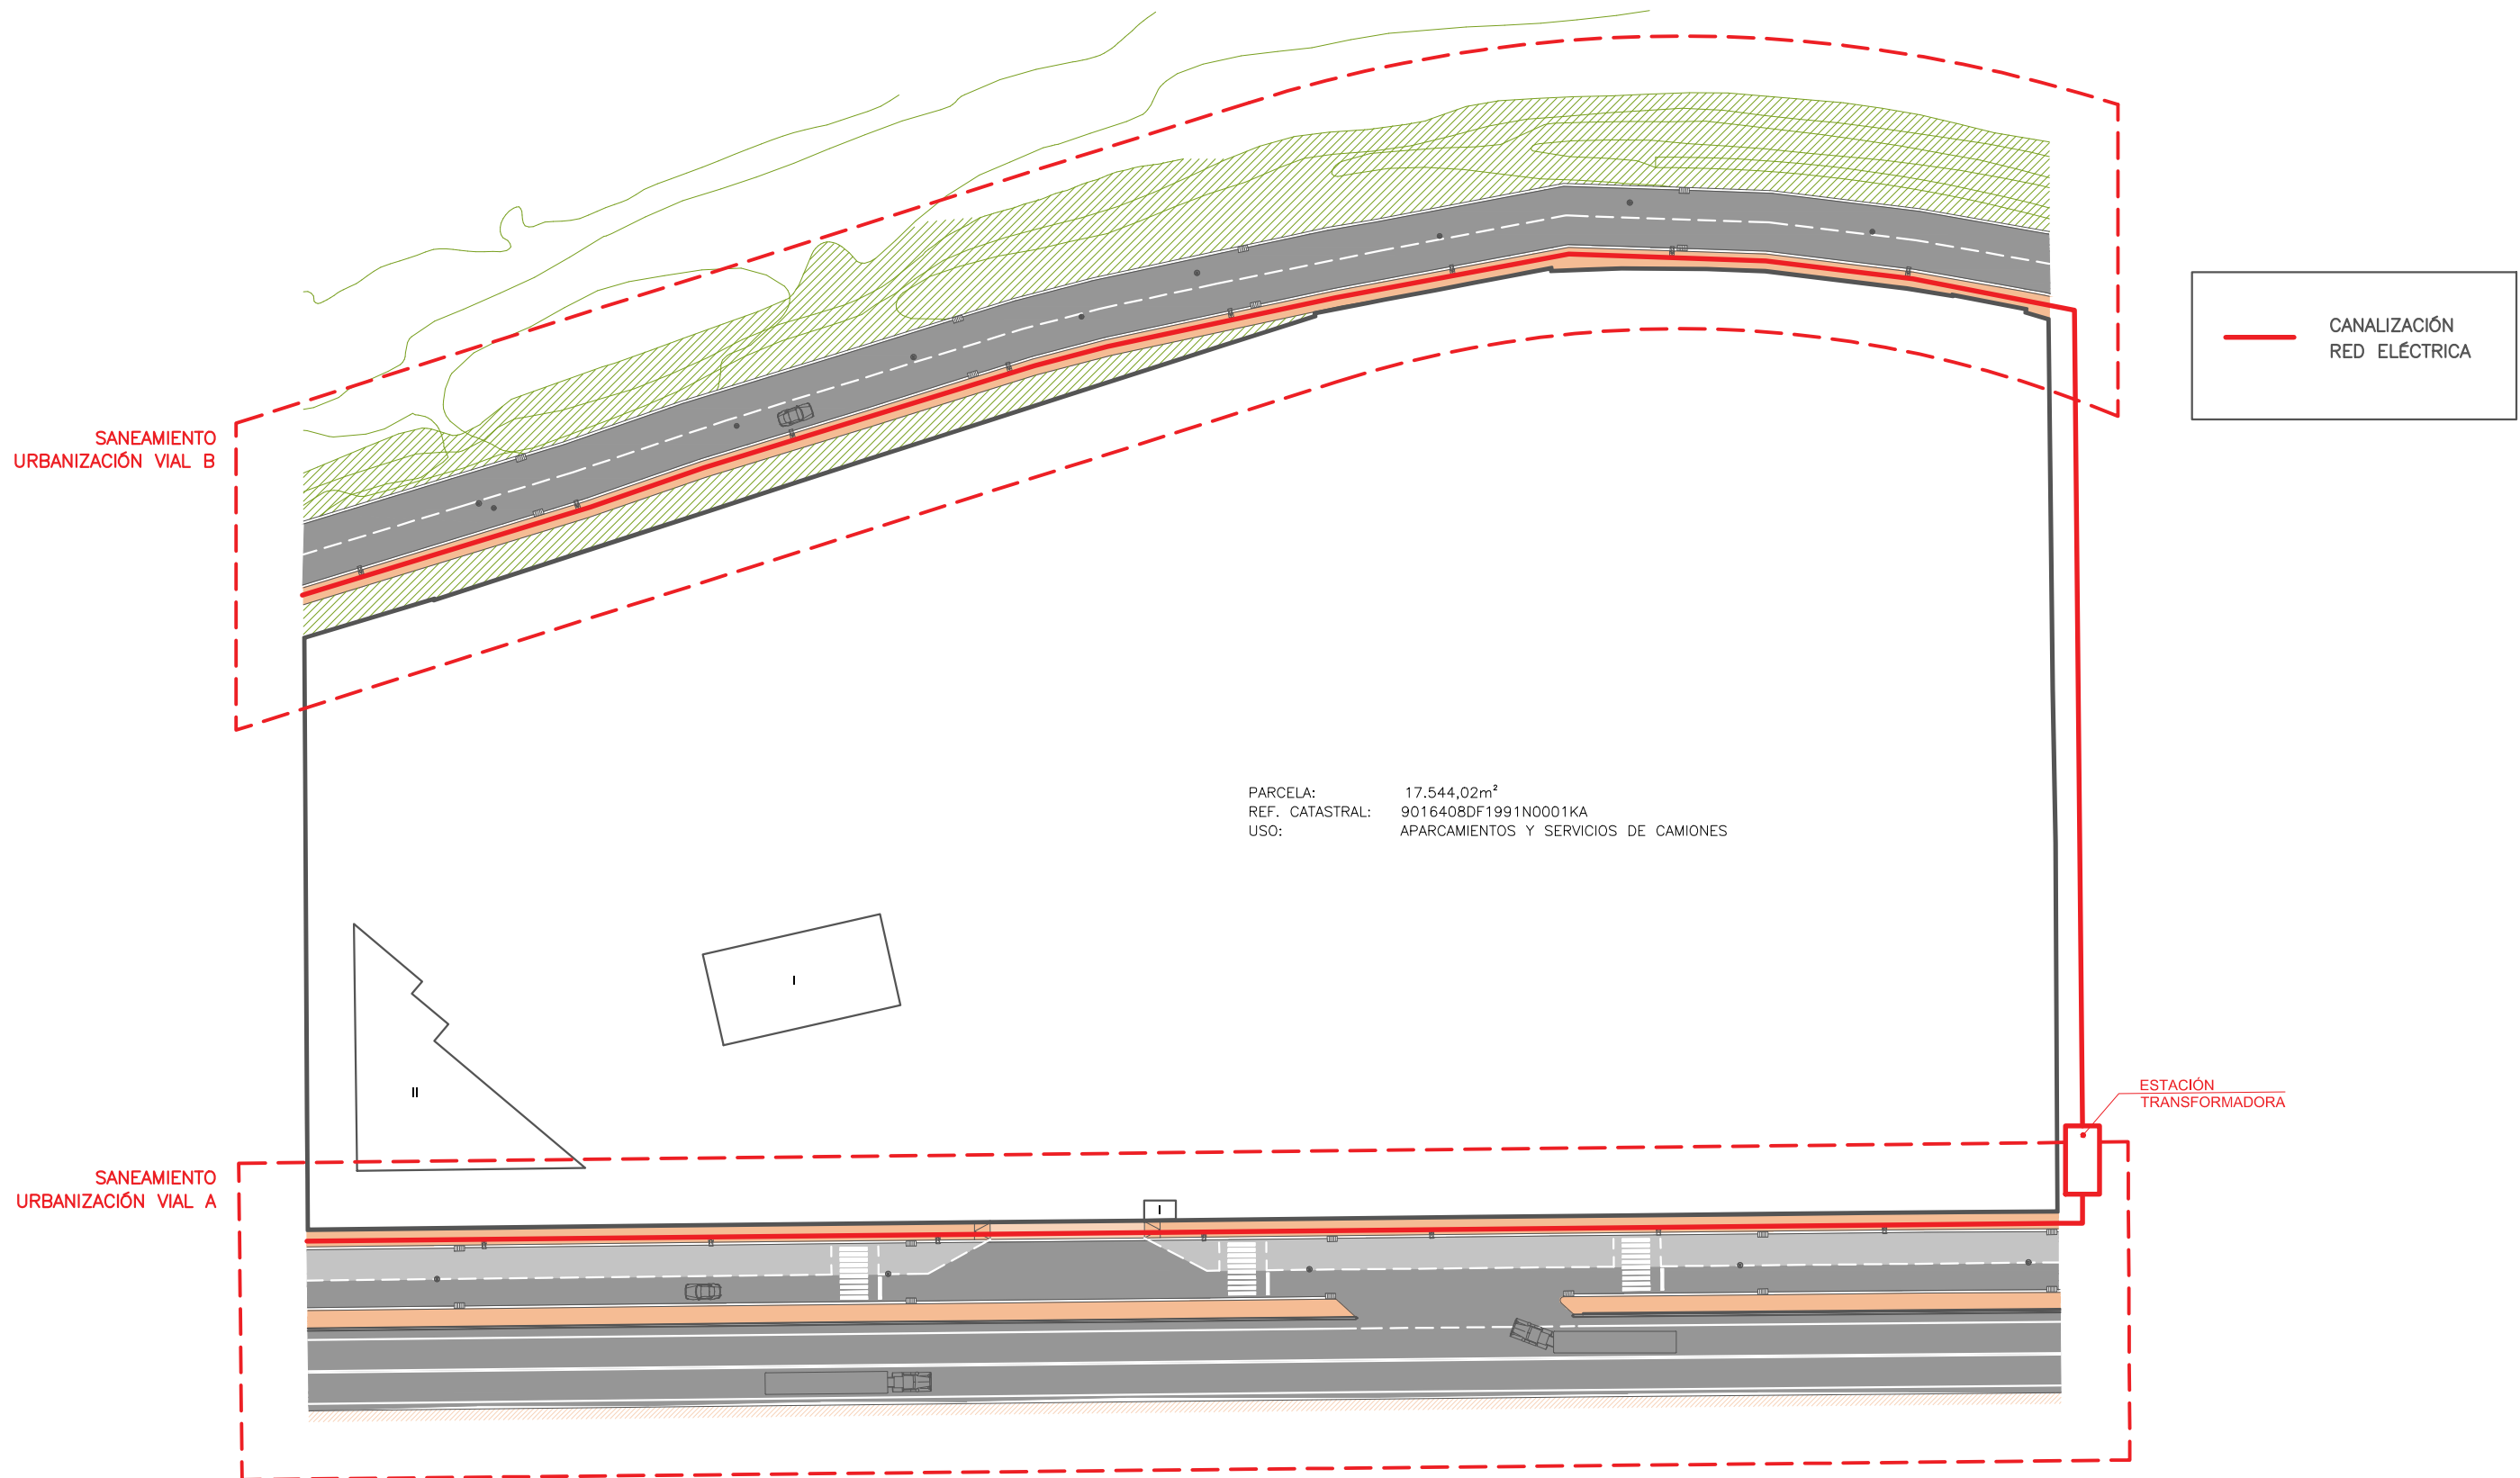 CANALIZACIÓN
RED ELÉCTRICA
SANEAMIENTO
URBANIZACIÓN VIAL B
PARCELA: 17.544,02m²
REF. CATASTRAL: 9016408DF1991N0001KA
USO: APARCAMIENTOS Y SERVICIOS DE CAMIONES
I
II
ESTACIÓN
TRANSFORMADORA
SANEAMIENTO
URBANIZACIÓN VIAL A
I